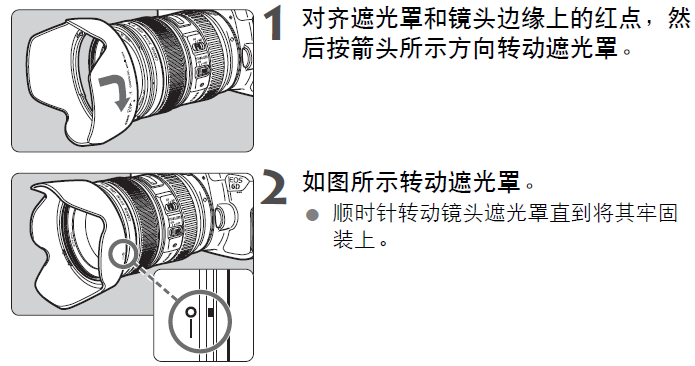 1 对齐遮光罩和镜头边缘上的红点，然
后按箭头所示方向转动遮光罩。
EOS
6D
2 如图所示转动遮光罩。
● 顺时针转动镜头遮光罩直到将其牢固
装上。